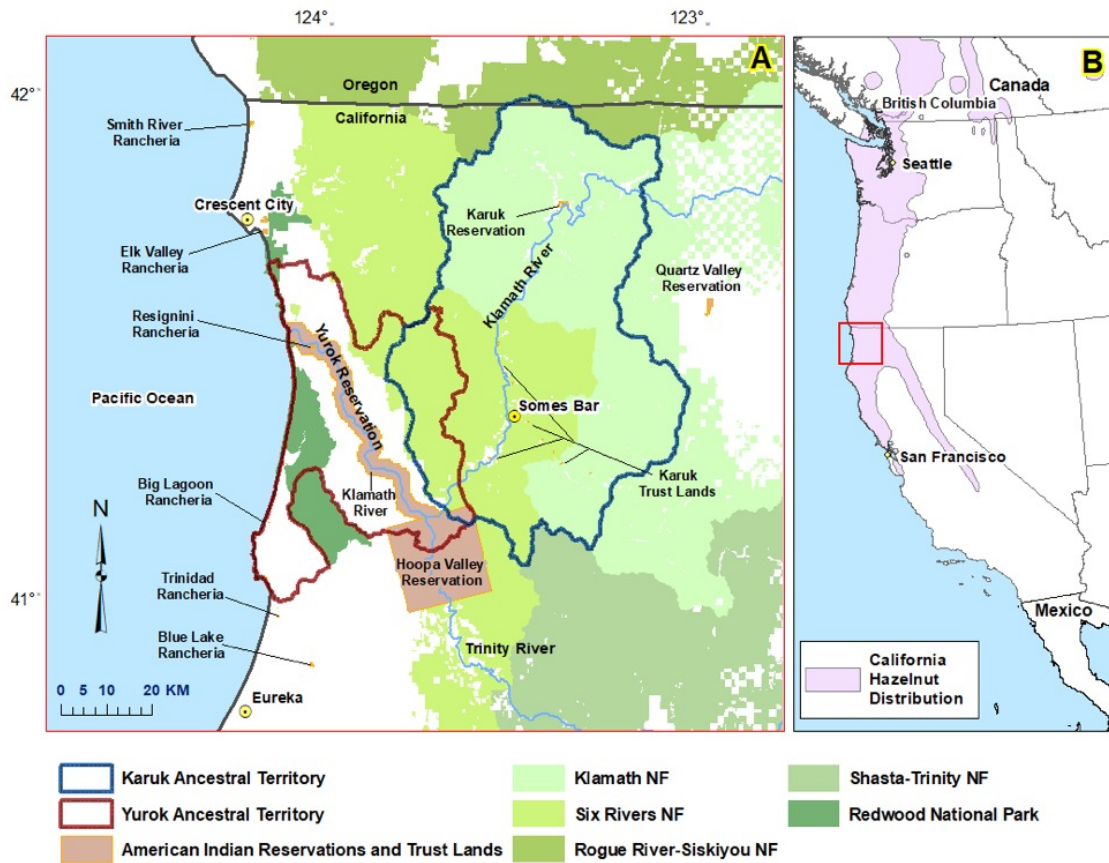 124°
123°
42°
41°
A
Oregon
California
Smith River
Rancheria
Crescent City
Elk Valley
Rancheria
Resignini
Rancheria
Yurok Reservation
Pacific Ocean
Karuk
Reservation
Klamath River
Quartz Valley
Reservation
Somes Bar
Karuk
Trust Lands
Big Lagoon
Rancheria
Klamath
River
N
Hoopa Valley
Reservation
Trinidad
Rancheria
Blue Lake
Rancheria
Trinity River
Eureka
0 5 10 20 KM
B
Canada
British Columbia
Seattle
San Francisco
Mexico
California
Hazelnut
Distribution
Karuk Ancestral Territory
Yurok Ancestral Territory
American Indian Reservations and Trust Lands
Klamath NF
Six Rivers NF
Rogue River-Siskiyou NF
Shasta-Trinity NF
Redwood National Park